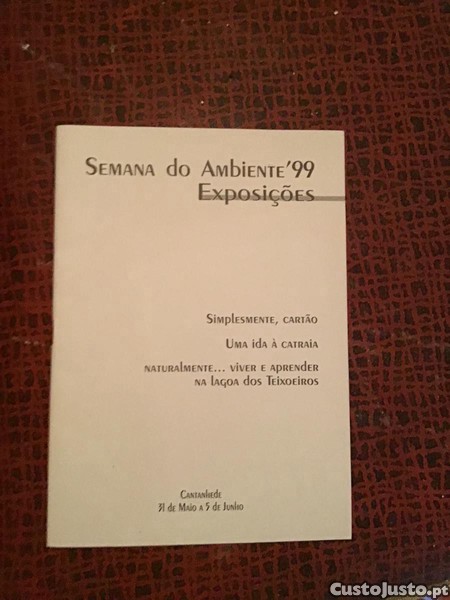 Semana do Ambiente'99
Exposições
Simplesmente, cartão
Uma ida à catraia
naturalmente... viver e aprender
na lagoa dos Teixoeiros
Cantanhede
31 de Maio a 5 de Junho
CustoJusto.pt